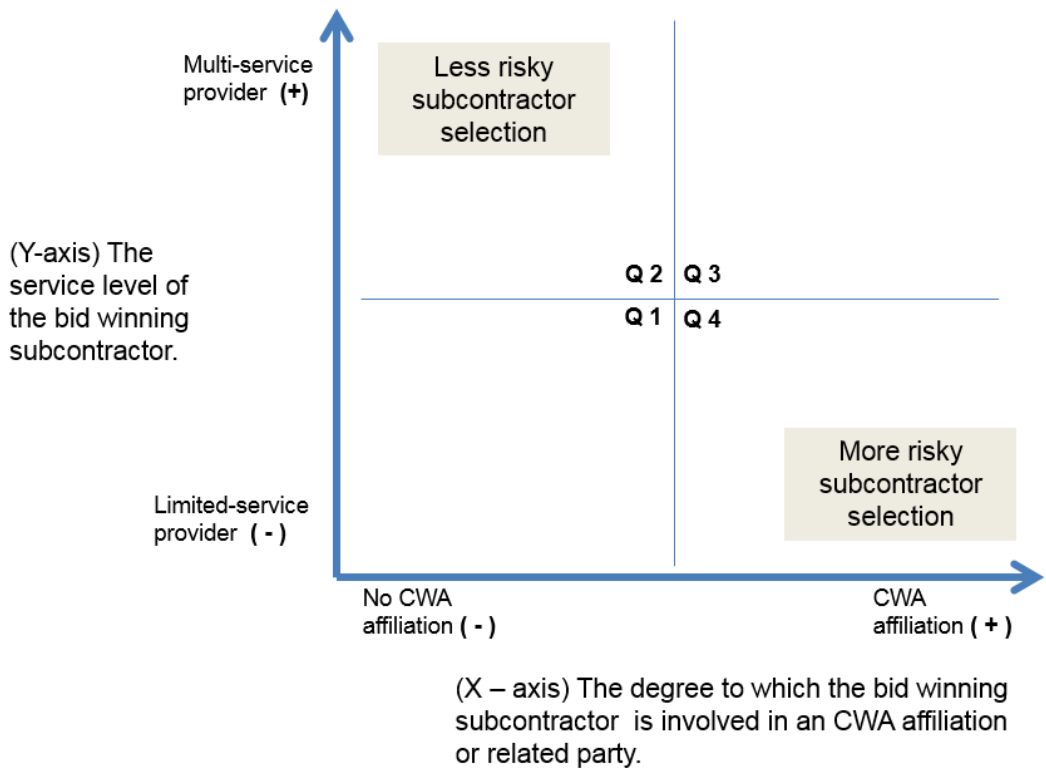 Multi-service
provider (+)
Less risky
subcontractor
selection
(Y-axis) The
service level of
the bid winning
subcontractor.
Q 2 Q 3
Q 1 Q 4
More risky
subcontractor
selection
Limited-service
provider ( - )
No CWA
affiliation ( - )
CWA
affiliation ( + )
(X – axis) The degree to which the bid winning
subcontractor is involved in an CWA affiliation
or related party.